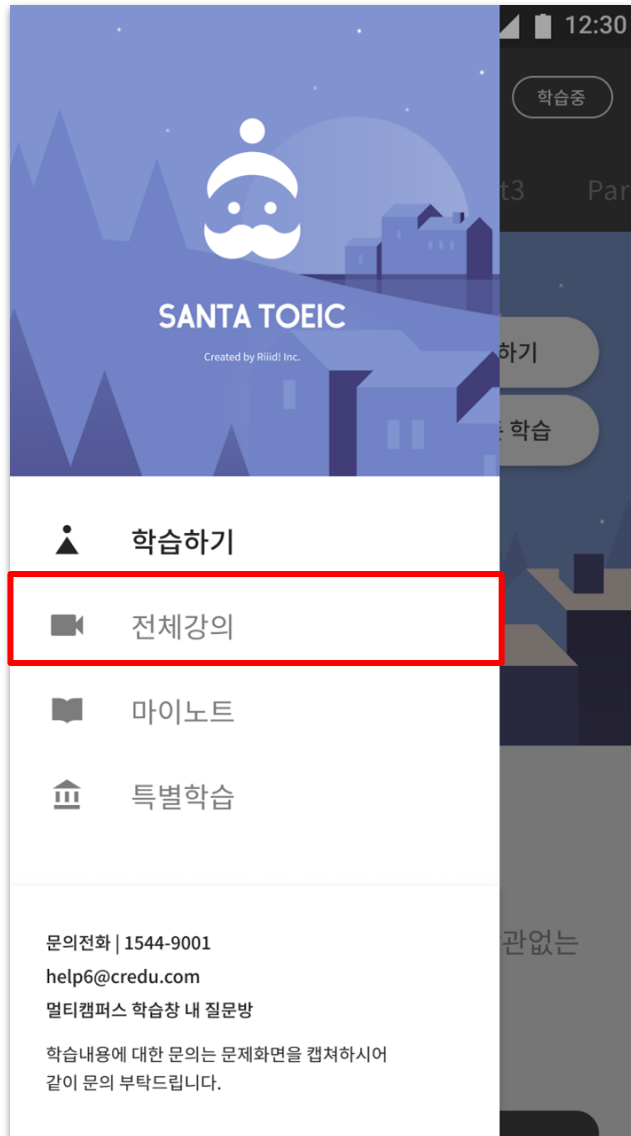 12:30
학습중
t3 Par
SANTA TOEIC
Created by Riiid! Inc.
하기
학습
학습하기
전체강의
마이노트
특별학습
관없는
문의전화 | 1544-9001
help6@credu.com
멀티캠퍼스 학습창 내 질문방
학습내용에 대한 문의는 문제화면을 캡쳐하시어
같이 문의 부탁드립니다.